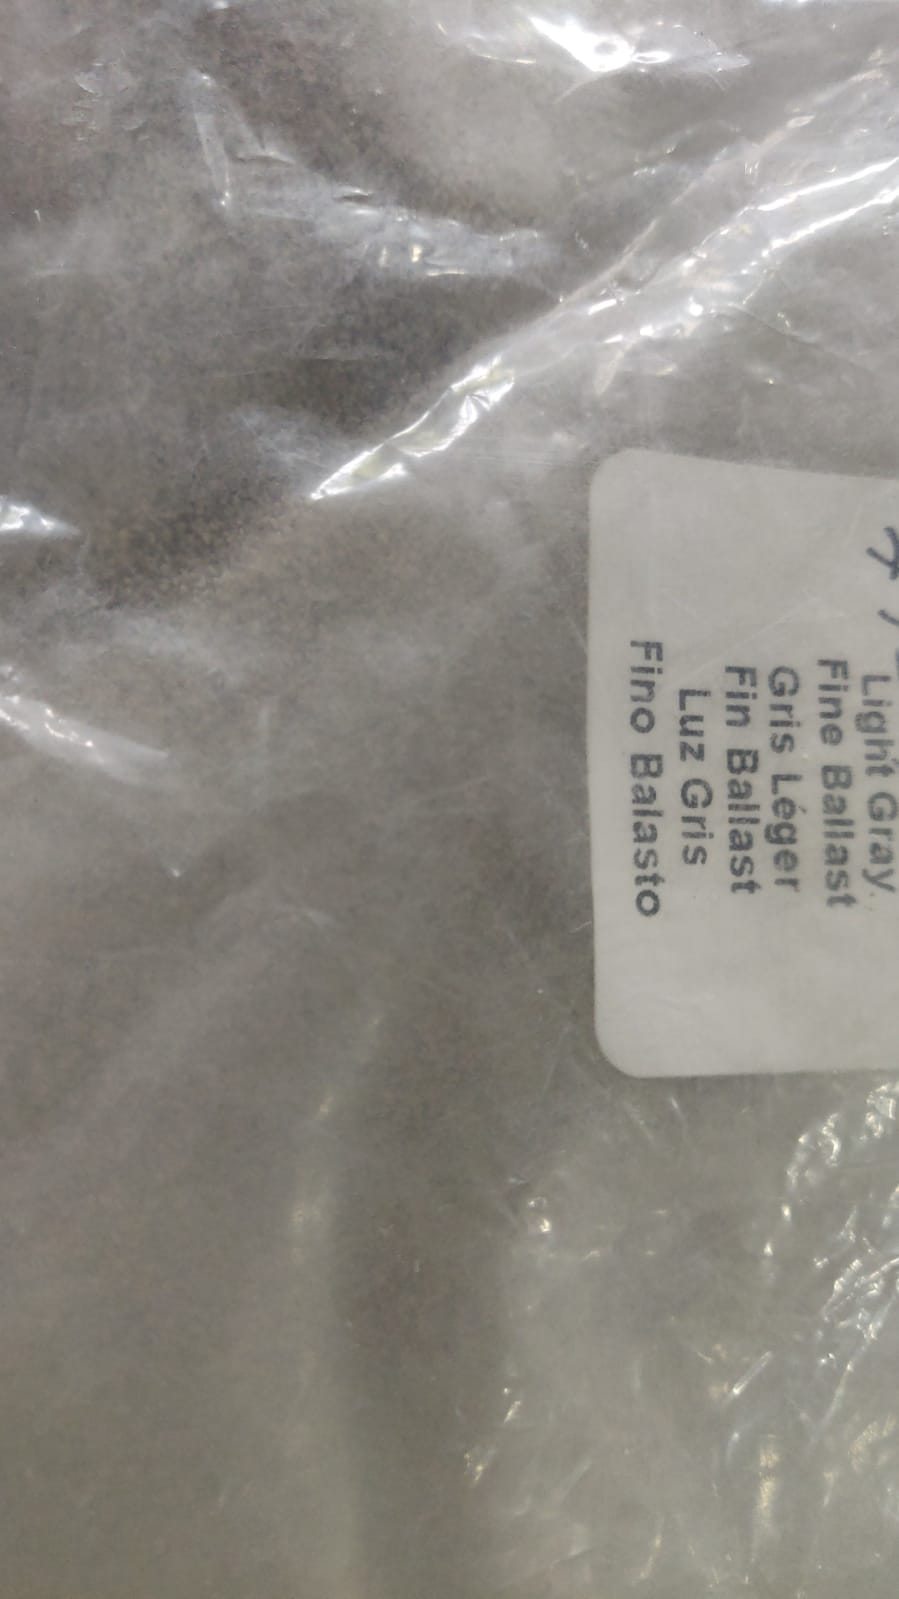 Light Gray
Fine Ballast
Gris Léger
Fin Ballast
Luz Gris
Fino Balasto